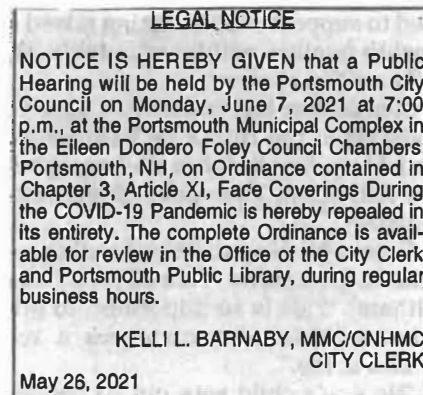 LEGAL NOTICE
NOTICE IS HEREBY GIVEN that a Public
Hearing will be held by the Portsmouth City
Council on Monday, June 7, 2021 at 7:00
p.m., at the Portsmouth Municipal Complex in
the Eileen Dondero Foley Council Chambers
Portsmouth, NH, on Ordinance contained in
Chapter 3, Article XI, Face Coverings During
the COVID-19 Pandemic is hereby repealed in
its entirety. The complete Ordinance is avail-
able for review in the Office of the City Clerk
and Portsmouth Public Library, during regular
business hours.
KELLI L. BARNABY, MMC/CNHMC
CITY CLERK
May 26, 2021